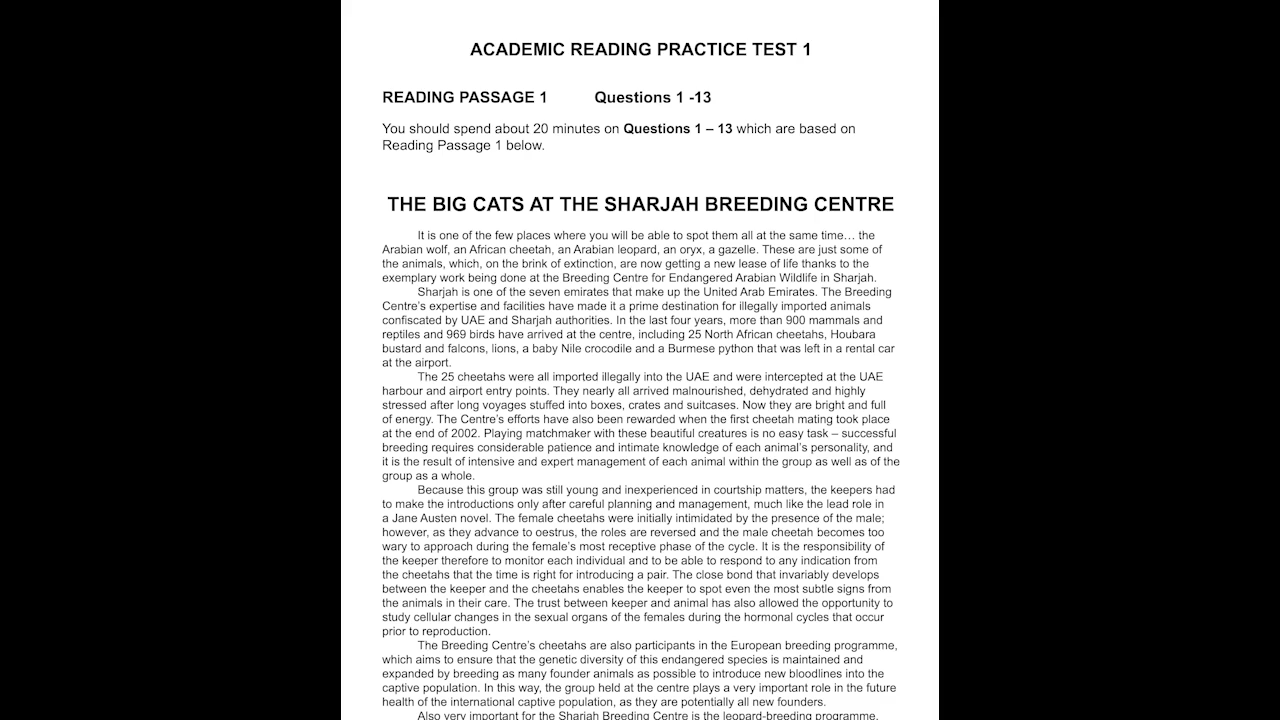 ACADEMIC READING PRACTICE TEST 1
READING PASSAGE 1 Questions 1 -13
You should spend about 20 minutes on Questions 1 – 13 which are based on
Reading Passage 1 below.
THE BIG CATS AT THE SHARJAH BREEDING CENTRE
It is one of the few places where you will be able to spot them all at the same time… the
Arabian wolf, an African cheetah, an Arabian leopard, an oryx, a gazelle. These are just some of
the animals, which, on the brink of extinction, are now getting a new lease of life thanks to the
exemplary work being done at the Breeding Centre for Endangered Arabian Wildlife in Sharjah.
Sharjah is one of the seven emirates that make up the United Arab Emirates. The Breeding
Centre's expertise and facilities have made it a prime destination for illegally imported animals
confiscated by UAE and Sharjah authorities. In the last four years, more than 900 mammals and
reptiles and 969 birds have arrived at the centre, including 25 North African cheetahs, Houbara
bustard and falcons, lions, a baby Nile crocodile and a Burmese python that was left in a rental car
at the airport.
The 25 cheetahs were all imported illegally into the UAE and were intercepted at the UAE
harbour and airport entry points. They nearly all arrived malnourished, dehydrated and highly
stressed after long voyages stuffed into boxes, crates and suitcases. Now they are bright and full
of energy. The Centre's efforts have also been rewarded when the first cheetah mating took place
at the end of 2002. Playing matchmaker with these beautiful creatures is no easy task – successful
breeding requires considerable patience and intimate knowledge of each animal's personality, and
it is the result of intensive and expert management of each animal within the group as well as of the
group as a whole.
Because this group was still young and inexperienced in courtship matters, the keepers had
to make the introductions only after careful planning and management, much like the lead role in
a Jane Austen novel. The female cheetahs were initially intimidated by the presence of the male;
however, as they advance to oestrus, the roles are reversed and the male cheetah becomes too
wary to approach during the female's most receptive phase of the cycle. It is the responsibility of
the keeper therefore to monitor each individual and to be able to respond to any indication from
the cheetahs that the time is right for introducing a pair. The close bond that invariably develops
between the keeper and the cheetahs enables the keeper to spot even the most subtle signs from
the animals in their care. The trust between keeper and animal has also allowed the opportunity to
study cellular changes in the sexual organs of the females during the hormonal cycles that occur
prior to reproduction.
The Breeding Centre's cheetahs are also participants in the European breeding programme,
which aims to ensure that the genetic diversity of this endangered species is maintained and
expanded by breeding as many founder animals as possible to introduce new bloodlines into the
captive population. In this way, the group held at the centre plays a very important role in the future
health of the international captive population, as they are potentially all new founders.
Also very important for the Sharjah Breeding Centre is the leopard-breeding programme.